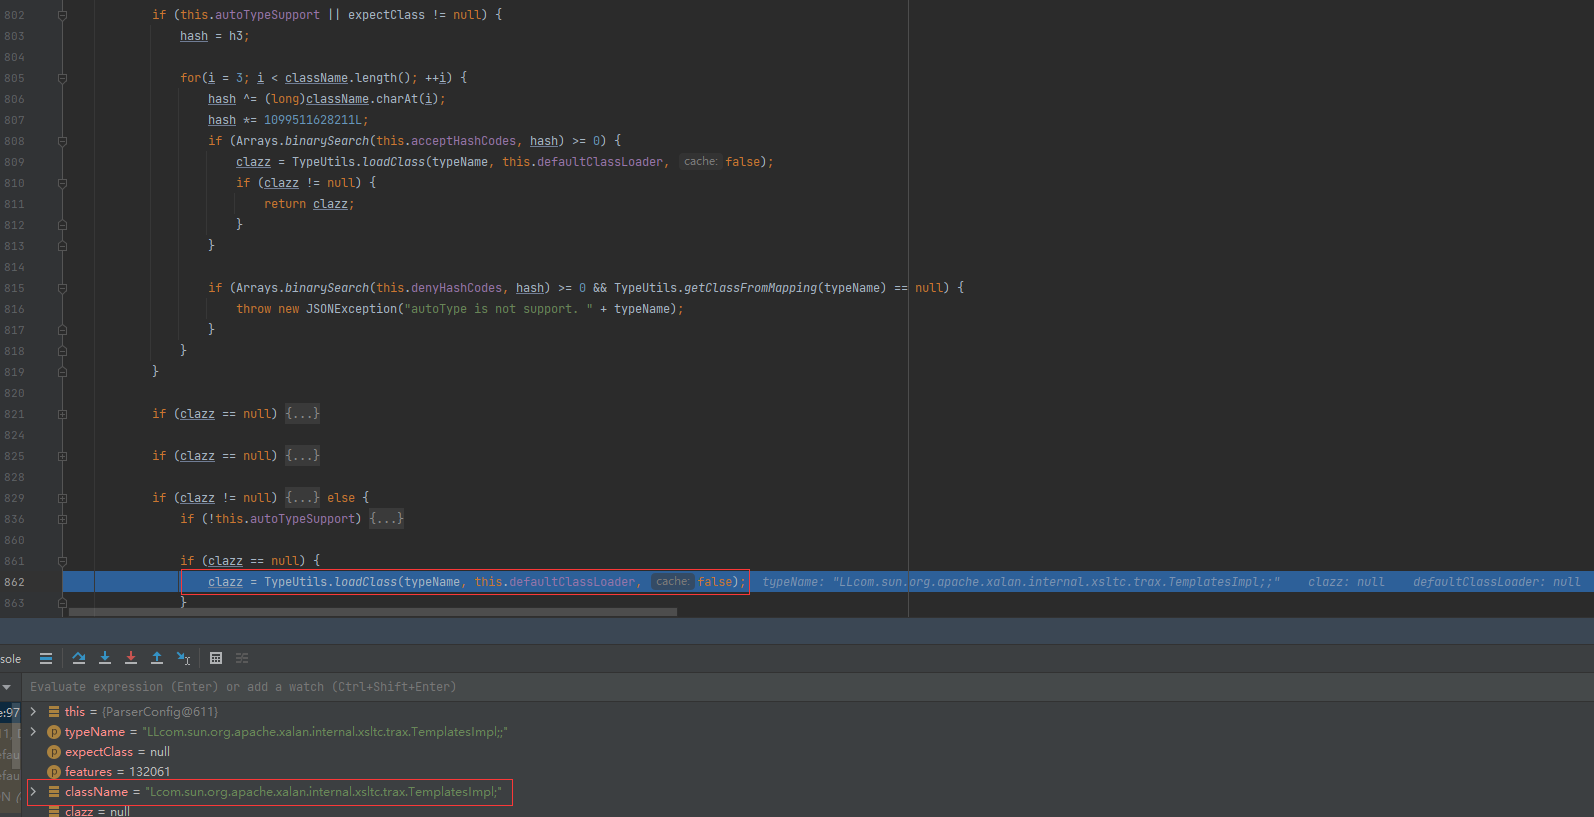 802 if (this.autoTypeSupport || expectClass != null) {
803 hash = h3;
804
805 for(i = 3; i < className.length(); ++i) {
806 hash ^= (long)className.charAt(i);
807 hash *= 1099511628211L;
808 if (Arrays.binarySearch(this.acceptHashCodes, hash) >= 0) {
809 clazz = TypeUtils.loadClass(typeName, this.defaultClassLoader, cache: false);
810 if (clazz != null) {
811 return clazz;
812 }
813 }
814
815 if (Arrays.binarySearch(this.denyHashCodes, hash) >= 0 && TypeUtils.getClassFromMapping(typeName) == null) {
816 throw new JSONException("autoType is not support. " + typeName);
817 }
818 }
819 }
820
821 if (clazz == null) {...}
824
825 if (clazz == null) {...}
828
829 if (clazz != null) {...} else {
836 if (!this.autoTypeSupport) {...}
860
861 if (clazz == null) {
862 clazz = TypeUtils.loadClass(typeName, this.defaultClassLoader, cache: false); typeName: "LLcom.sun.org.apache.xalan.internal.xsltc.trax.TemplatesImpl;;" clazz: null defaultClassLoader: null
863 }
sole
Evaluate expression (Enter) or add a watch (Ctrl+Shift+Enter)
e:97 this = {ParserConfig@611}
11, typeName = "LLcom.sun.org.apache.xalan.internal.xsltc.trax.TemplatesImpl;;"
efau expectClass = null
efau features = 132061
N className = "Lcom.sun.org.apache.xalan.internal.xsltc.trax.TemplatesImpl;"
clazz = null